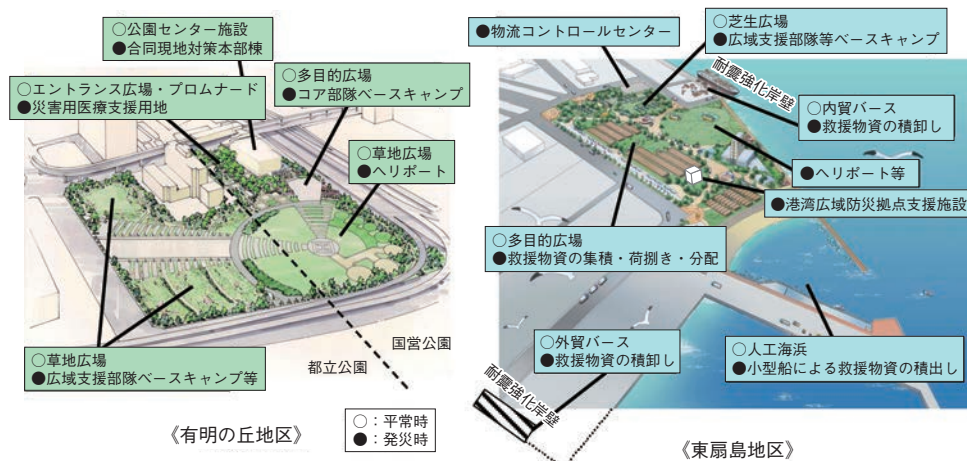 ○公園センター施設
●合同現地対策本部棟
○エントランス広場・プロムナード
●災害用医療支援用地
○多目的広場
●コア部隊ベースキャンプ
○草地広場
●ヘリポート
○草地広場
●広域支援部隊ベースキャンプ等
国営公園
都立公園
○：平常時
●：発災時
《有明の丘地区》
●物流コントロールセンター
○芝生広場
●広域支援部隊等ベースキャンプ
耐震強化岸壁
○内貿バース
●救援物資の積卸し
●ヘリポート等
●港湾広域防災拠点支援施設
○多目的広場
●救援物資の集積・荷捌き・分配
○外貿バース
●救援物資の積卸し
耐震強化岸壁
○人工海浜
●小型船による救援物資の積出し
《東扇島地区》